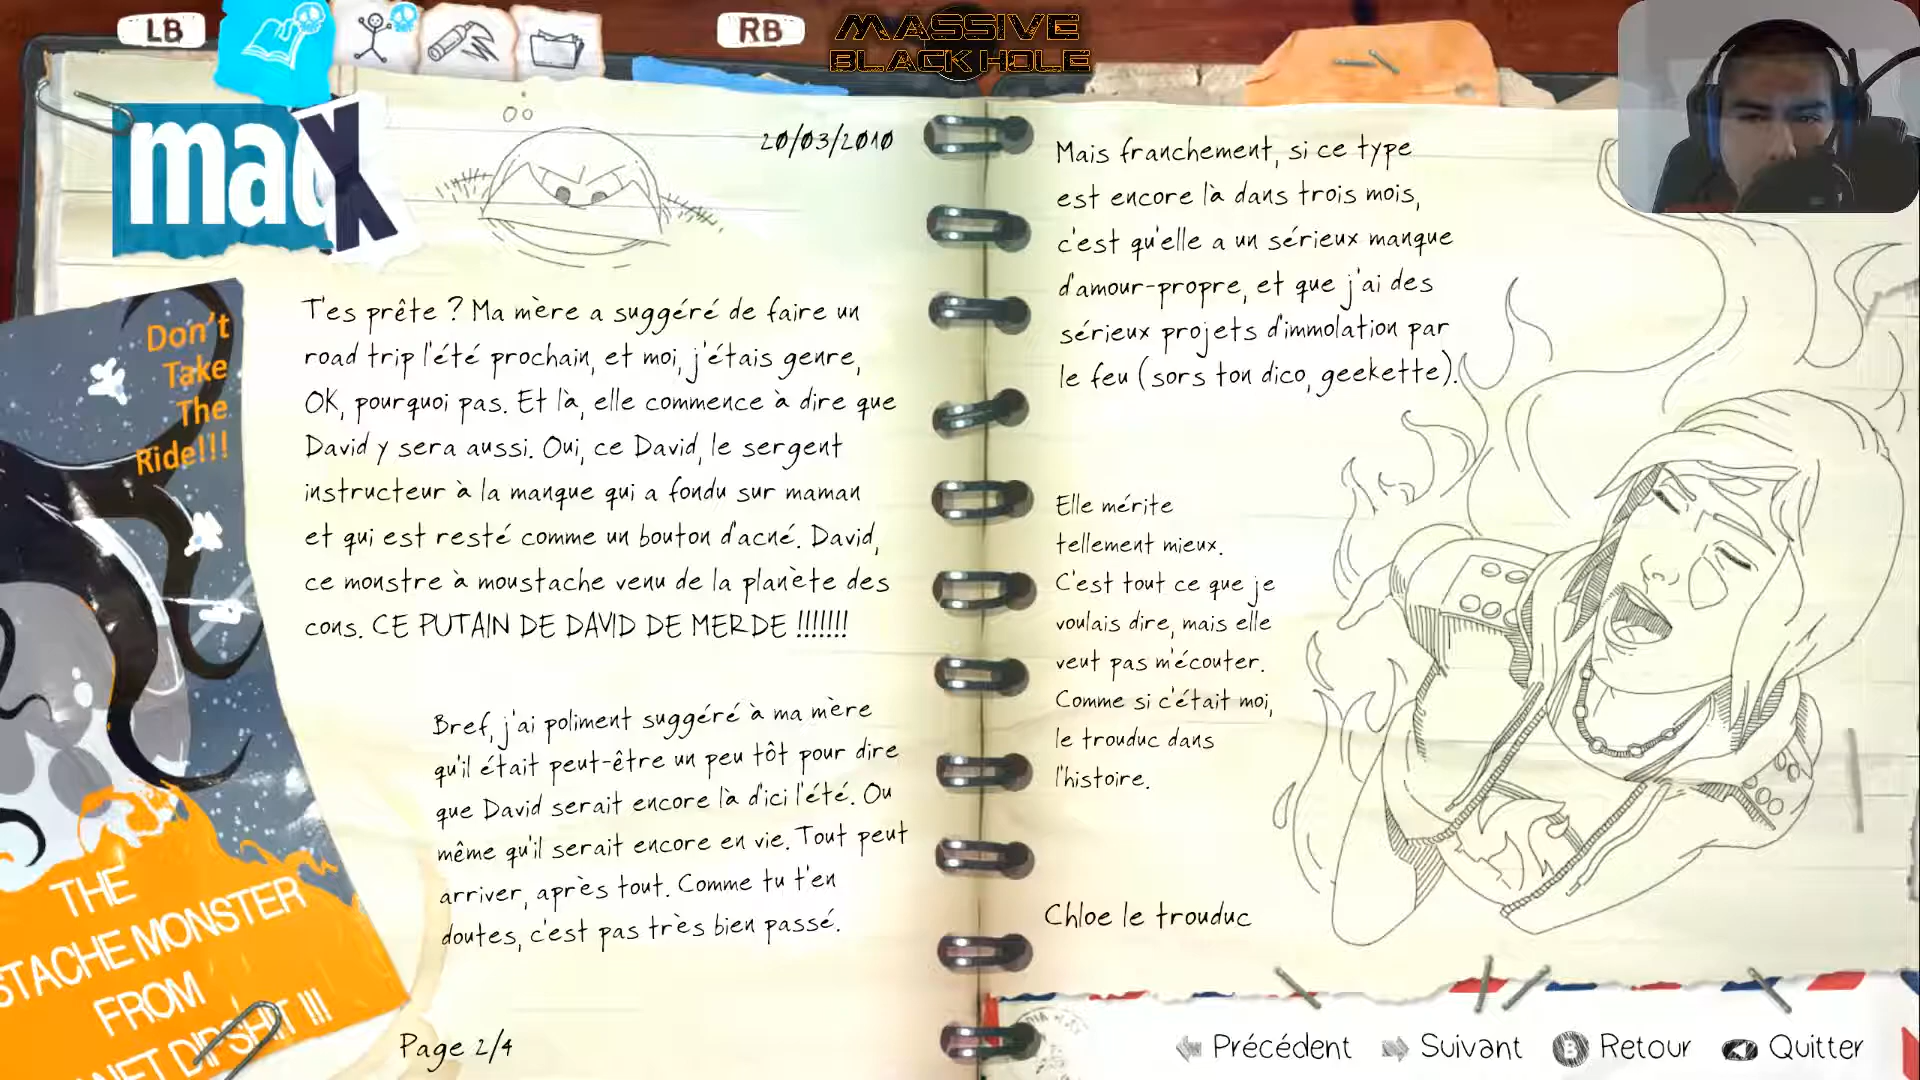 LB
RB
MASSIVE
BLACK HOLE
max
20/03/2010
T'es prête ? Ma mère a suggéré de faire un
road trip l'été prochain, et moi, j'étais genre,
OK, pourquoi pas. Et là, elle commence à dire que
David y sera aussi. Oui, ce David, le sergent
instructeur à la manque qui a fondu sur maman
et qui est resté comme un bouton d'acné. David,
ce monstre à moustache venu de la planète des
cons. CE PUTAIN DE DAVID DE MERDE !!!!!!!
Bref, j'ai poliment suggéré à ma mère
qu'il était peut-être un peu tôt pour dire
que David serait encore là d'ici l'été. Ou
même qu'il serait encore en vie. Tout peut
arriver, après tout. Comme tu t'en
doutes, c'est pas très bien passé.
Don't
Take
The
Ride!!!
THE
STACHE MONSTER
FROM
NET DIPSHIT !!!
Page 2/4
Mais franchement, si ce type
est encore là dans trois mois,
c'est qu'elle a un sérieux manque
d'amour-propre, et que j'ai des
sérieux projets d'immolation par
le feu (sors ton dico, geekette).
Elle mérite
tellement mieux.
C'est tout ce que je
voulais dire, mais elle
veut pas m'écouter.
Comme si c'était moi,
le trouduc dans
l'histoire.
Chloe le trouduc
Précédent
Suivant
B Retour
Quitter